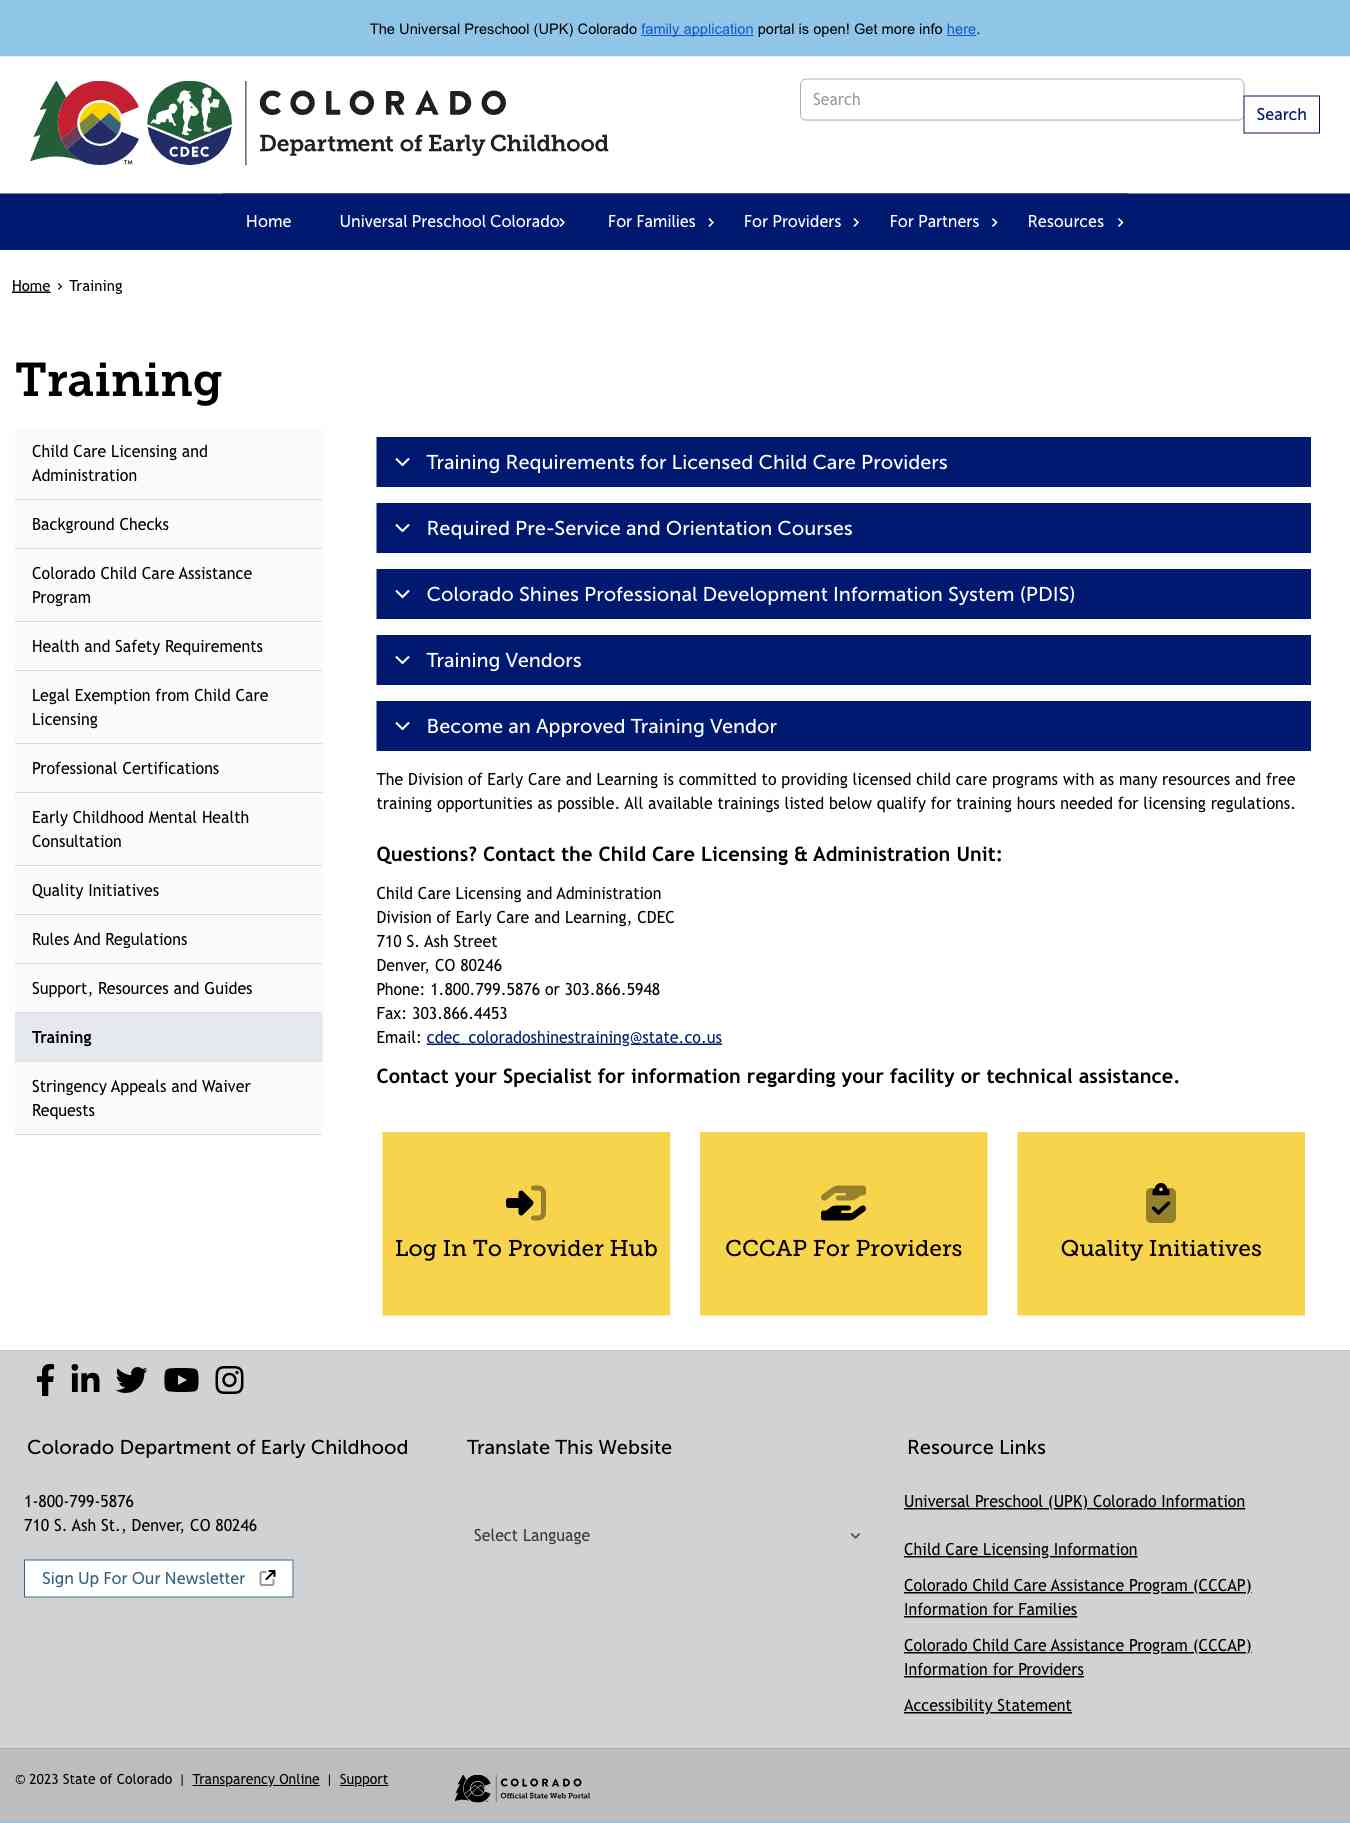 The Universal Preschool (UPK) Colorado family application portal is open! Get more info here.
CDEC
TM
COLORADO
Department of Early Childhood
Search
Search
Home
Universal Preschool Colorado
For Families
For Providers
For Partners
Resources
Home › Training
Training
Child Care Licensing and
Administration
Background Checks
Colorado Child Care Assistance
Program
Health and Safety Requirements
Legal Exemption from Child Care
Licensing
Professional Certifications
Early Childhood Mental Health
Consultation
Quality Initiatives
Rules And Regulations
Support, Resources and Guides
Training
Stringency Appeals and Waiver
Requests
Training Requirements for Licensed Child Care Providers
Required Pre-Service and Orientation Courses
Colorado Shines Professional Development Information System (PDIS)
Training Vendors
Become an Approved Training Vendor
The Division of Early Care and Learning is committed to providing licensed child care programs with as many resources and free
training opportunities as possible. All available trainings listed below qualify for training hours needed for licensing regulations.
Questions? Contact the Child Care Licensing & Administration Unit:
Child Care Licensing and Administration
Division of Early Care and Learning, CDEC
710 S. Ash Street
Denver, CO 80246
Phone: 1.800.799.5876 or 303.866.5948
Fax: 303.866.4453
Email: cdec_coloradoshinestraining@state.co.us
Contact your Specialist for information regarding your facility or technical assistance.
Log In To Provider Hub
CCCAP For Providers
Quality Initiatives
Colorado Department of Early Childhood
1-800-799-5876
710 S. Ash St., Denver, CO 80246
Sign Up For Our Newsletter
Translate This Website
Select Language
Resource Links
Universal Preschool (UPK) Colorado Information
Child Care Licensing Information
Colorado Child Care Assistance Program (CCCAP)
Information for Families
Colorado Child Care Assistance Program (CCCAP)
Information for Providers
Accessibility Statement
© 2023 State of Colorado | Transparency Online | Support
COLORADO
Official State Web Portal